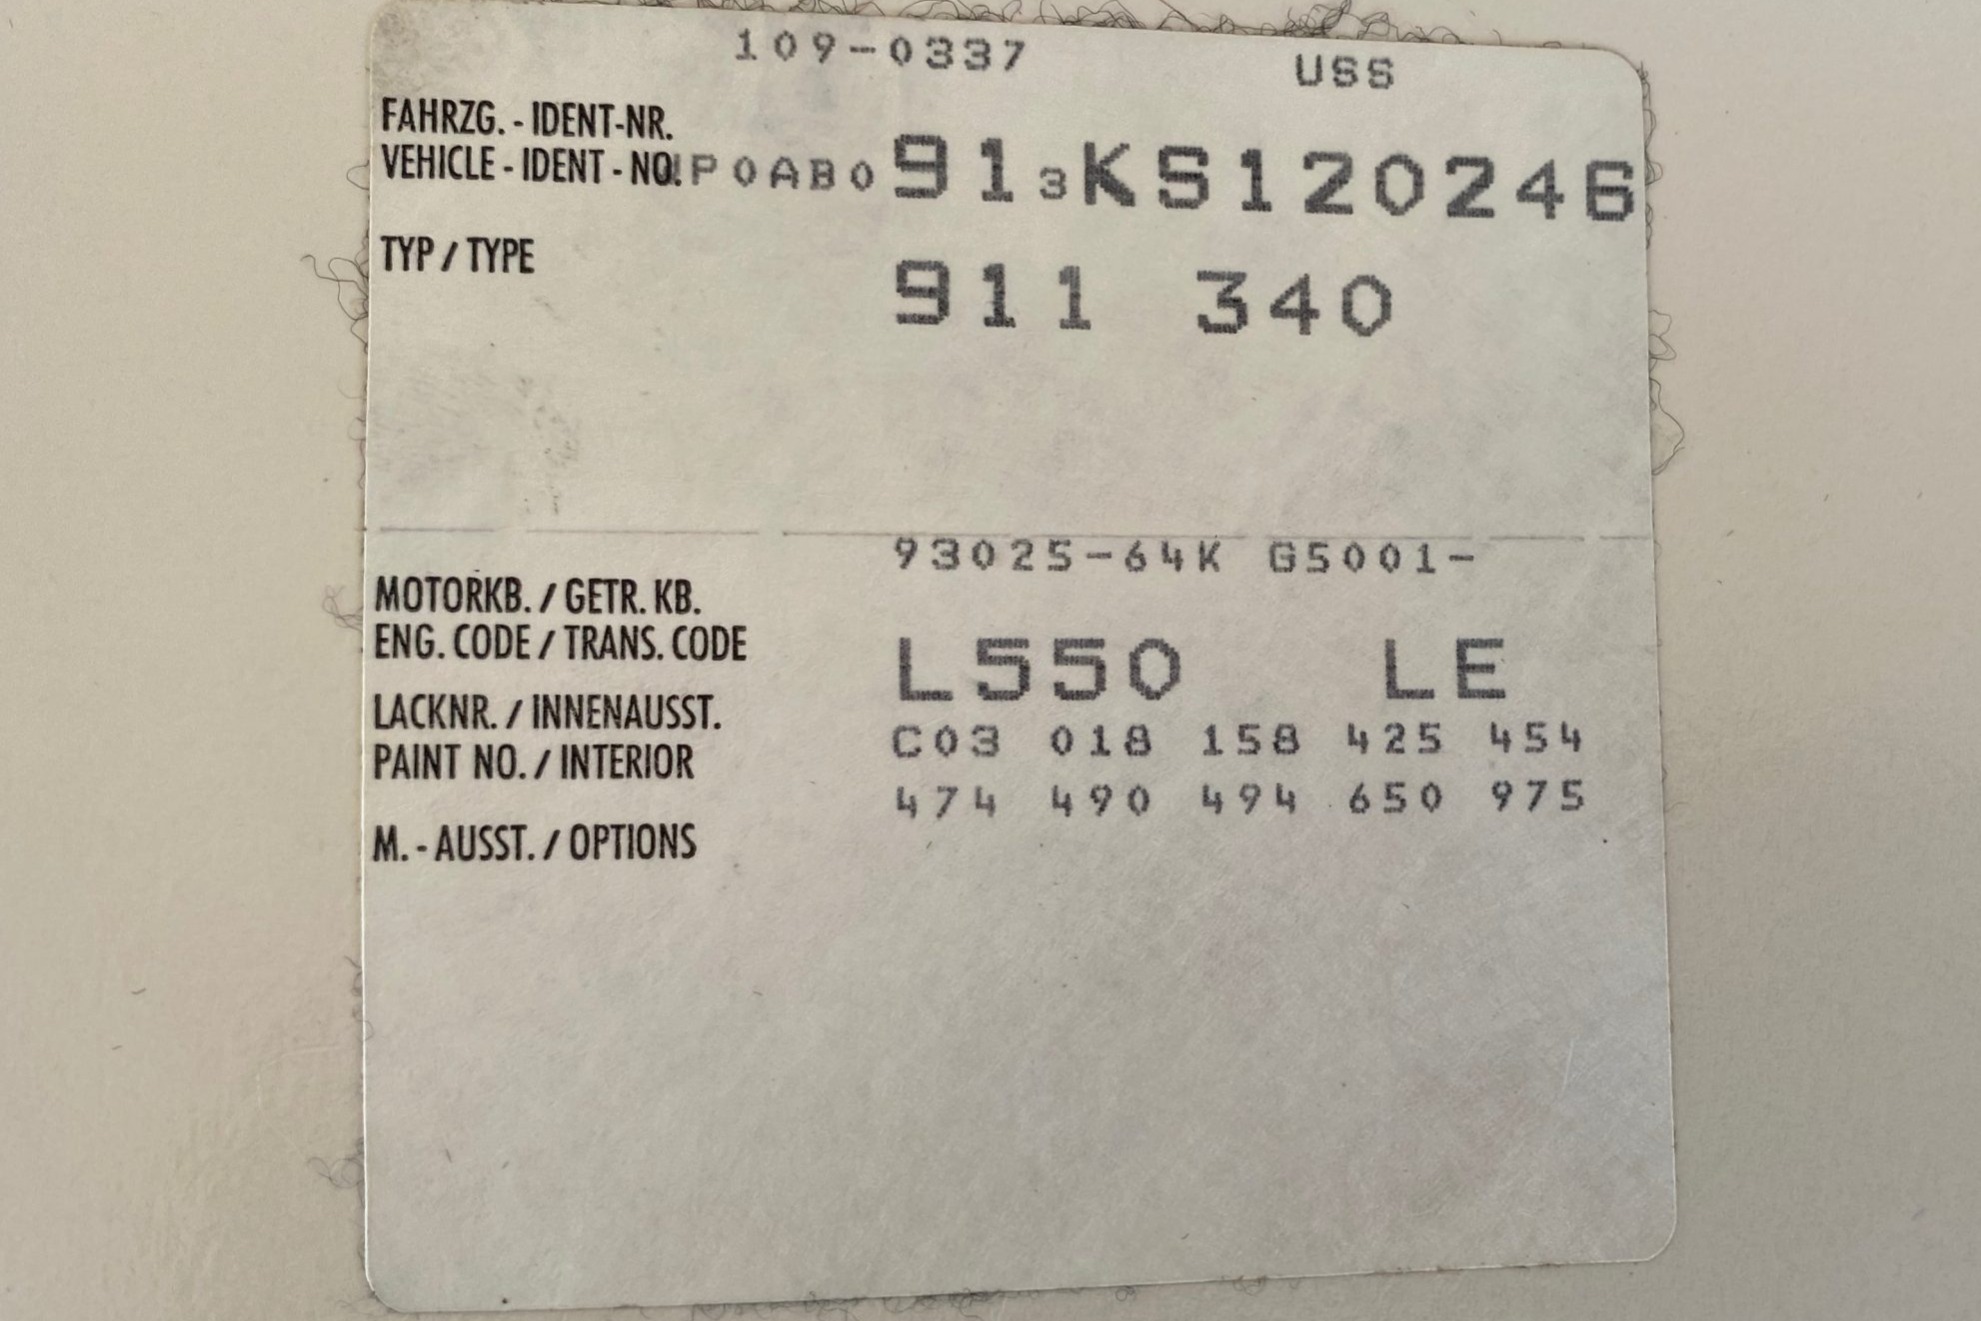 109-0337 USS
FAHRZG. - IDENT-NR.
VEHICLE - IDENT - NO. WP0AB0913KS120246
TYP / TYPE 911 340
93025-64K G5001-
MOTORKB. / GETR. KB.
ENG. CODE / TRANS. CODE L550 LE
LACKNR. / INNENAUSST. C03 018 158 425 454
PAINT NO. / INTERIOR 474 490 494 650 975
M. - AUSST. / OPTIONS